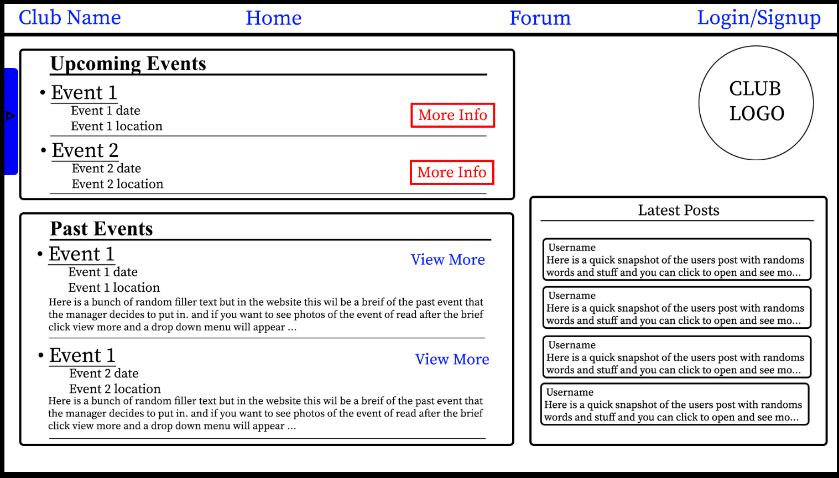 Club Name
Home
Forum
Login/Signup
Upcoming Events
• Event 1
Event 1 date
Event 1 location
More Info
• Event 2
Event 2 date
Event 2 location
More Info
CLUB
LOGO
Past Events
• Event 1
View More
Event 1 date
Event 1 location
Here is a bunch of random filler text but in the website this wil be a breif of the past event that
the manager decides to put in. and if you want to see photos of the event of read after the brief
click view more and a drop down menu will appear ...
• Event 1
View More
Event 2 date
Event 2 location
Here is a bunch of random filler text but in the website this wil be a breif of the past event that
the manager decides to put in. and if you want to see photos of the event of read after the brief
click view more and a drop down menu will appear ...
Latest Posts
Username
Here is a quick snapshot of the users post with randoms
words and stuff and you can click to open and see mo...
Username
Here is a quick snapshot of the users post with randoms
words and stuff and you can click to open and see mo...
Username
Here is a quick snapshot of the users post with randoms
words and stuff and you can click to open and see mo...
Username
Here is a quick snapshot of the users post with randoms
words and stuff and you can click to open and see mo...